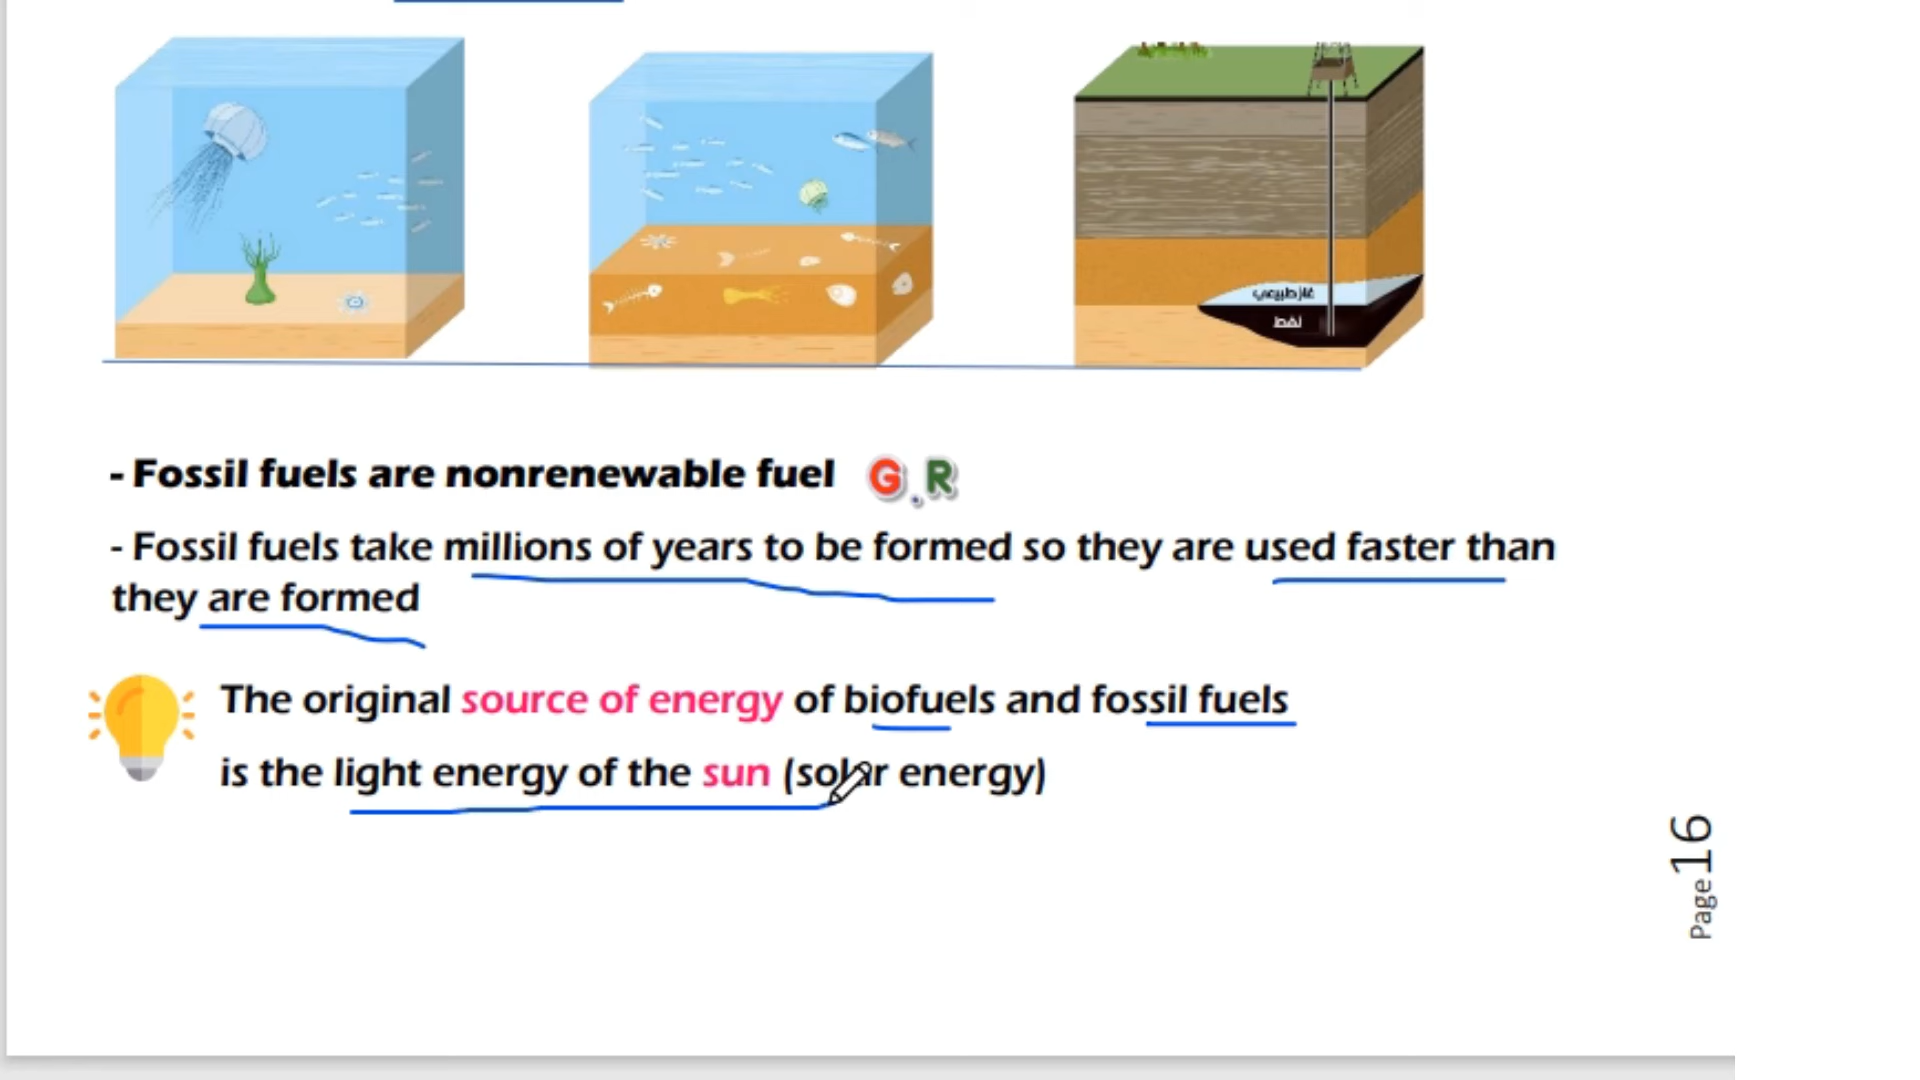 غاز طبيعي
نفط
- Fossil fuels are nonrenewable fuel G.R
- Fossil fuels take millions of years to be formed so they are used faster than
they are formed
The original source of energy of biofuels and fossil fuels
is the light energy of the sun (solar energy)
Page 16